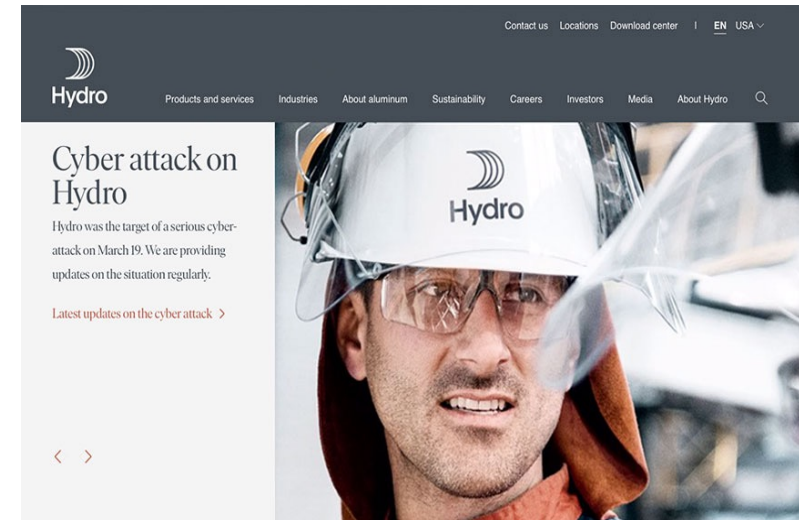 Contact us Locations Download center | EN USA
Hydro
Products and services Industries About aluminum Sustainability Careers Investors Media About Hydro
Cyber attack on
Hydro
Hydro was the target of a serious cyber-
attack on March 19. We are providing
updates on the situation regularly.
Latest updates on the cyber attack
Hydro